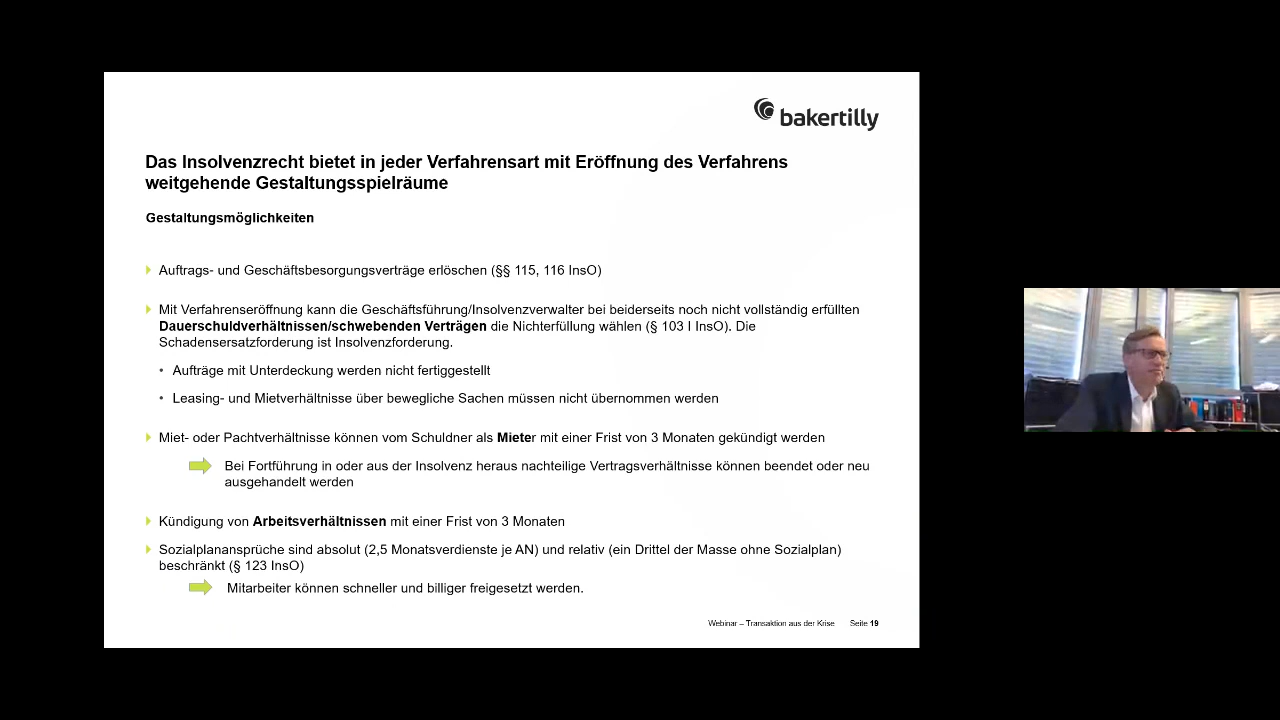 bakertilly
Das Insolvenzrecht bietet in jeder Verfahrensart mit Eröffnung des Verfahrens
weitgehende Gestaltungsspielräume
Gestaltungsmöglichkeiten
Auftrags- und Geschäftsbesorgungsverträge erlöschen (§§ 115, 116 InsO)
Mit Verfahrenseröffnung kann die Geschäftsführung/Insolvenzverwalter bei beiderseits noch nicht vollständig erfüllten
Dauerschuldverhältnissen/schwebenden Verträgen die Nichterfüllung wählen (§ 103 I InsO). Die
Schadensersatzforderung ist Insolvenzforderung.
• Aufträge mit Unterdeckung werden nicht fertiggestellt
• Leasing- und Mietverhältnisse über bewegliche Sachen müssen nicht übernommen werden
Miet- oder Pachtverhältnisse können vom Schuldner als Mieter mit einer Frist von 3 Monaten gekündigt werden
Bei Fortführung in oder aus der Insolvenz heraus nachteilige Vertragsverhältnisse können beendet oder neu
ausgehandelt werden
Kündigung von Arbeitsverhältnissen mit einer Frist von 3 Monaten
Sozialplanansprüche sind absolut (2,5 Monatsverdienste je AN) und relativ (ein Drittel der Masse ohne Sozialplan)
beschränkt (§ 123 InsO)
Mitarbeiter können schneller und billiger freigesetzt werden.
Webinar – Transaktion aus der Krise Seite 19